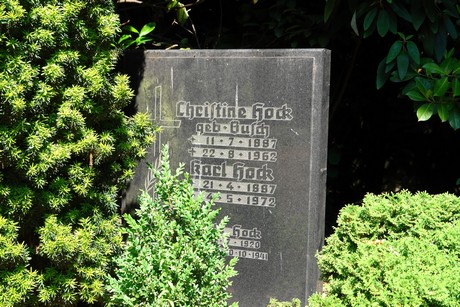 Christine Hock
geb. Busch
* 11 · 7 · 1887
+ 22 · 8 · 1962
Karl Hock
21 · 4 · 1887
· 5 · 1972
Hock
· 1920
· 10 · 1941